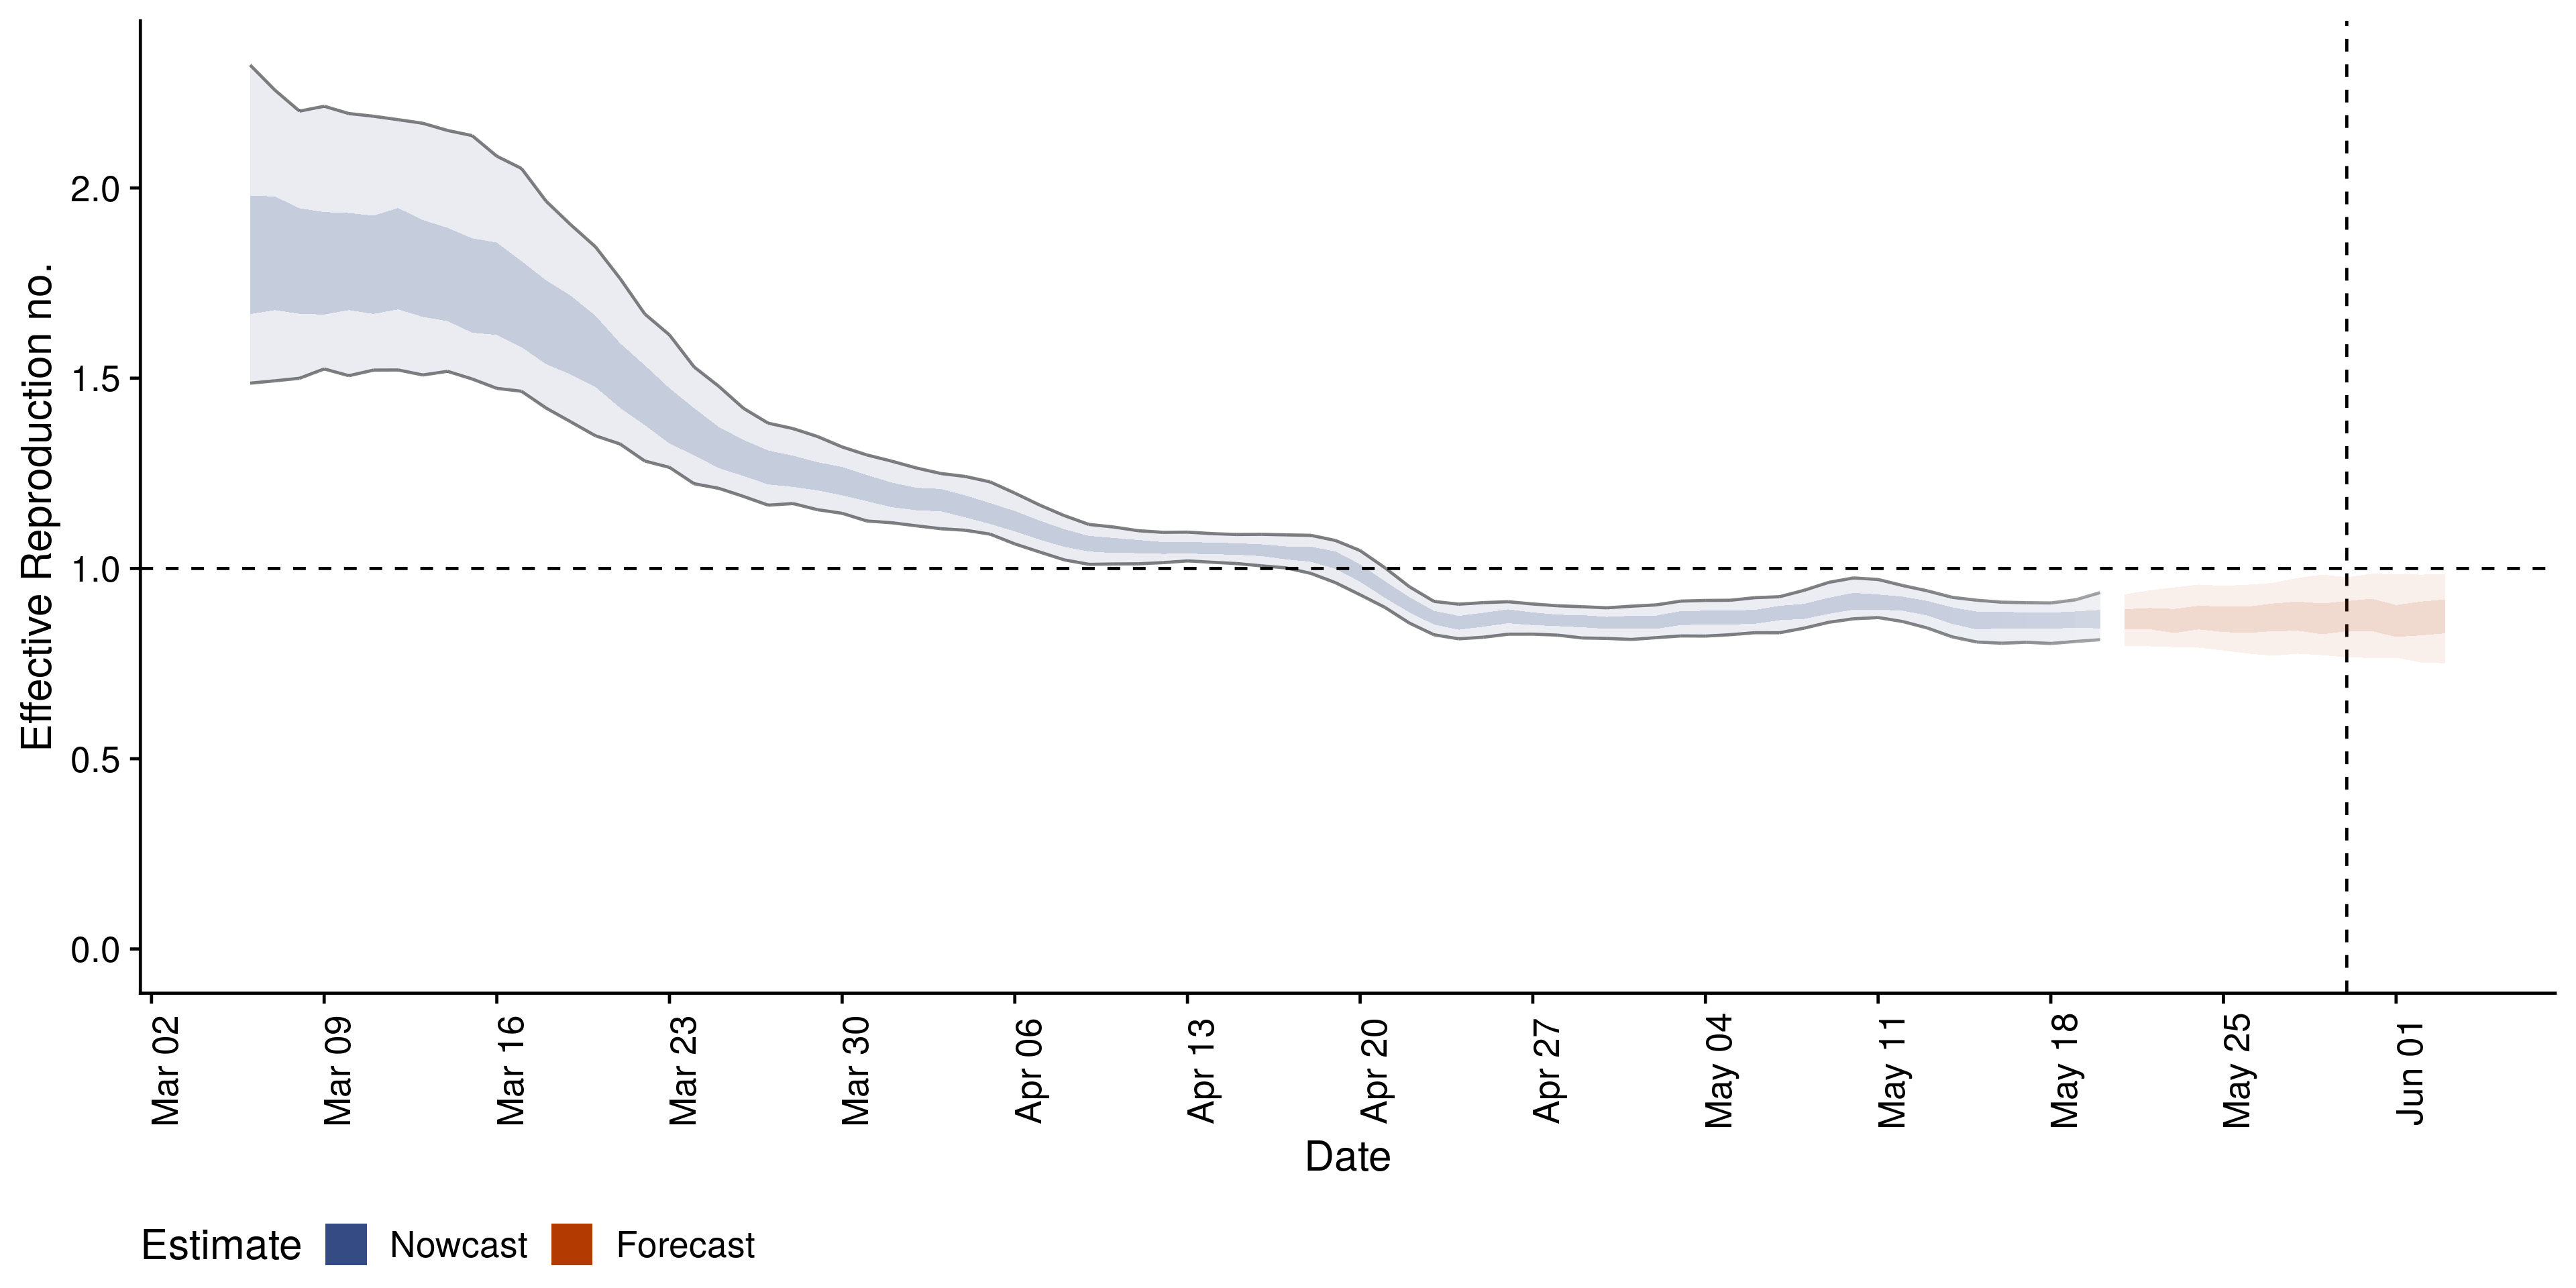 Effective Reproduction no.
2.0
1.5
1.0
0.5
0.0
Mar 02
Mar 09
Mar 16
Mar 23
Mar 30
Apr 06
Apr 13
Apr 20
Apr 27
May 04
May 11
May 18
May 25
Jun 01
Date
Estimate Nowcast Forecast